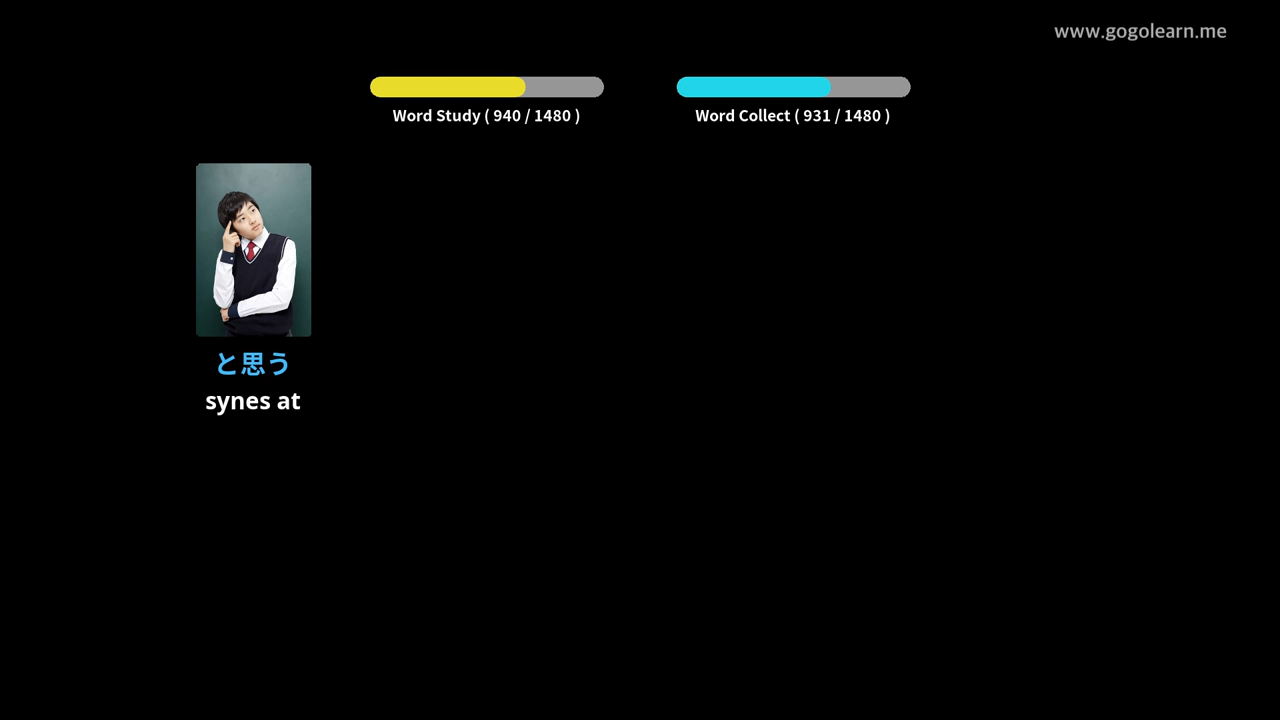 www.gogolearn.me
Word Study ( 940 / 1480 )
Word Collect ( 931 / 1480 )
と思う
synes at